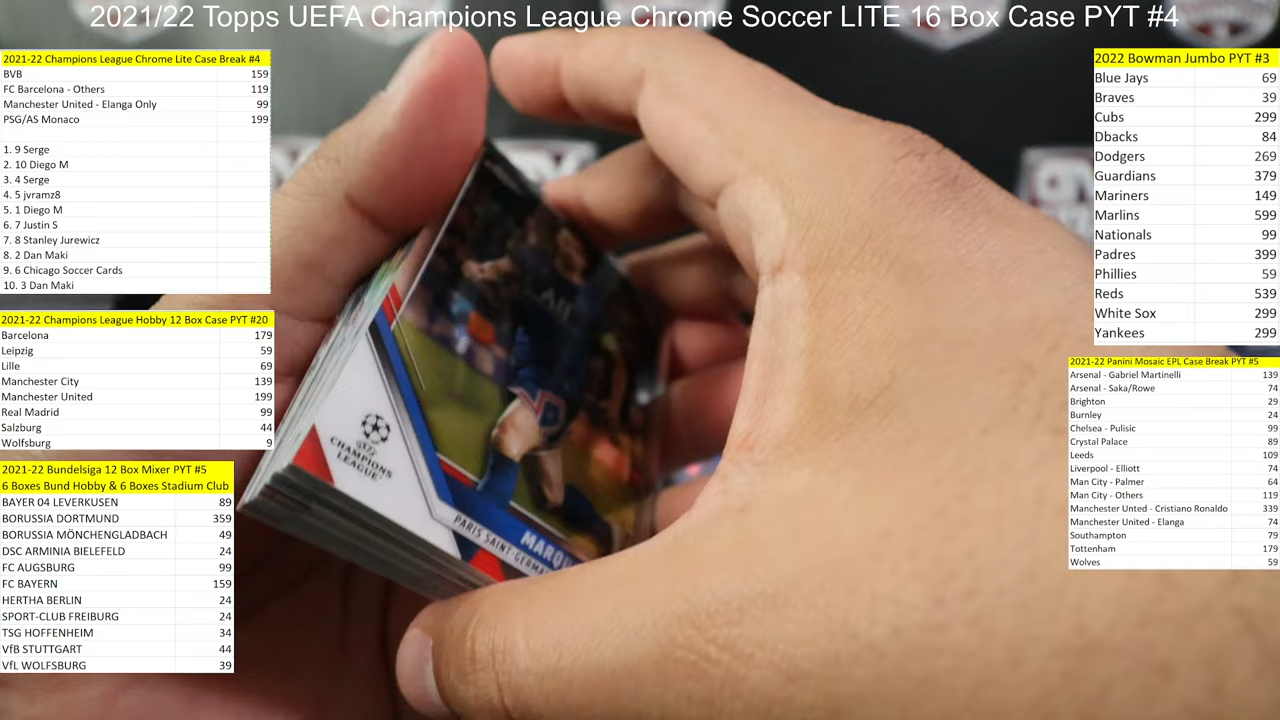 2021/22 Topps UEFA Champions League Chrome Soccer LITE 16 Box Case PYT #4
2021-22 Champions League Chrome Lite Case Break #4
BVB 159
FC Barcelona - Others 119
Manchester United - Elanga Only 99
PSG/AS Monaco 199
1. 9 Serge
2. 10 Diego M
3. 4 Serge
4. 5 jvramz8
5. 1 Diego M
6. 7 Justin S
7. 8 Stanley Jurewicz
8. 2 Dan Maki
9. 6 Chicago Soccer Cards
10. 3 Dan Maki
2021-22 Champions League Hobby 12 Box Case PYT #20
Barcelona 179
Leipzig 59
Lille 69
Manchester City 139
Manchester United 199
Real Madrid 99
Salzburg 44
Wolfsburg 9
2021-22 Bundelsiga 12 Box Mixer PYT #5
6 Boxes Bund Hobby & 6 Boxes Stadium Club
BAYER 04 LEVERKUSEN 89
BORUSSIA DORTMUND 359
BORUSSIA MÖNCHENGLADBACH 49
DSC ARMINIA BIELEFELD 24
FC AUGSBURG 99
FC BAYERN 159
HERTHA BERLIN 24
SPORT-CLUB FREIBURG 24
TSG HOFFENHEIM 34
VfB STUTTGART 44
VfL WOLFSBURG 39
UEFA
CHAMPIONS
LEAGUE
MARQU
PARIS SAINT-GERMA
2022 Bowman Jumbo PYT #3
Blue Jays 69
Braves 39
Cubs 299
Dbacks 84
Dodgers 269
Guardians 379
Mariners 149
Marlins 599
Nationals 99
Padres 399
Phillies 59
Reds 539
White Sox 299
Yankees 299
2021-22 Panini Mosaic EPL Case Break PYT #5
Arsenal - Gabriel Martinelli 139
Arsenal - Saka/Rowe 74
Brighton 29
Burnley 24
Chelsea - Pulisic 99
Crystal Palace 89
Leeds 109
Liverpool - Elliott 74
Man City - Palmer 64
Man City - Others 119
Manchester Unted - Cristiano Ronaldo 339
Manchester United - Elanga 74
Southampton 79
Tottenham 179
Wolves 59